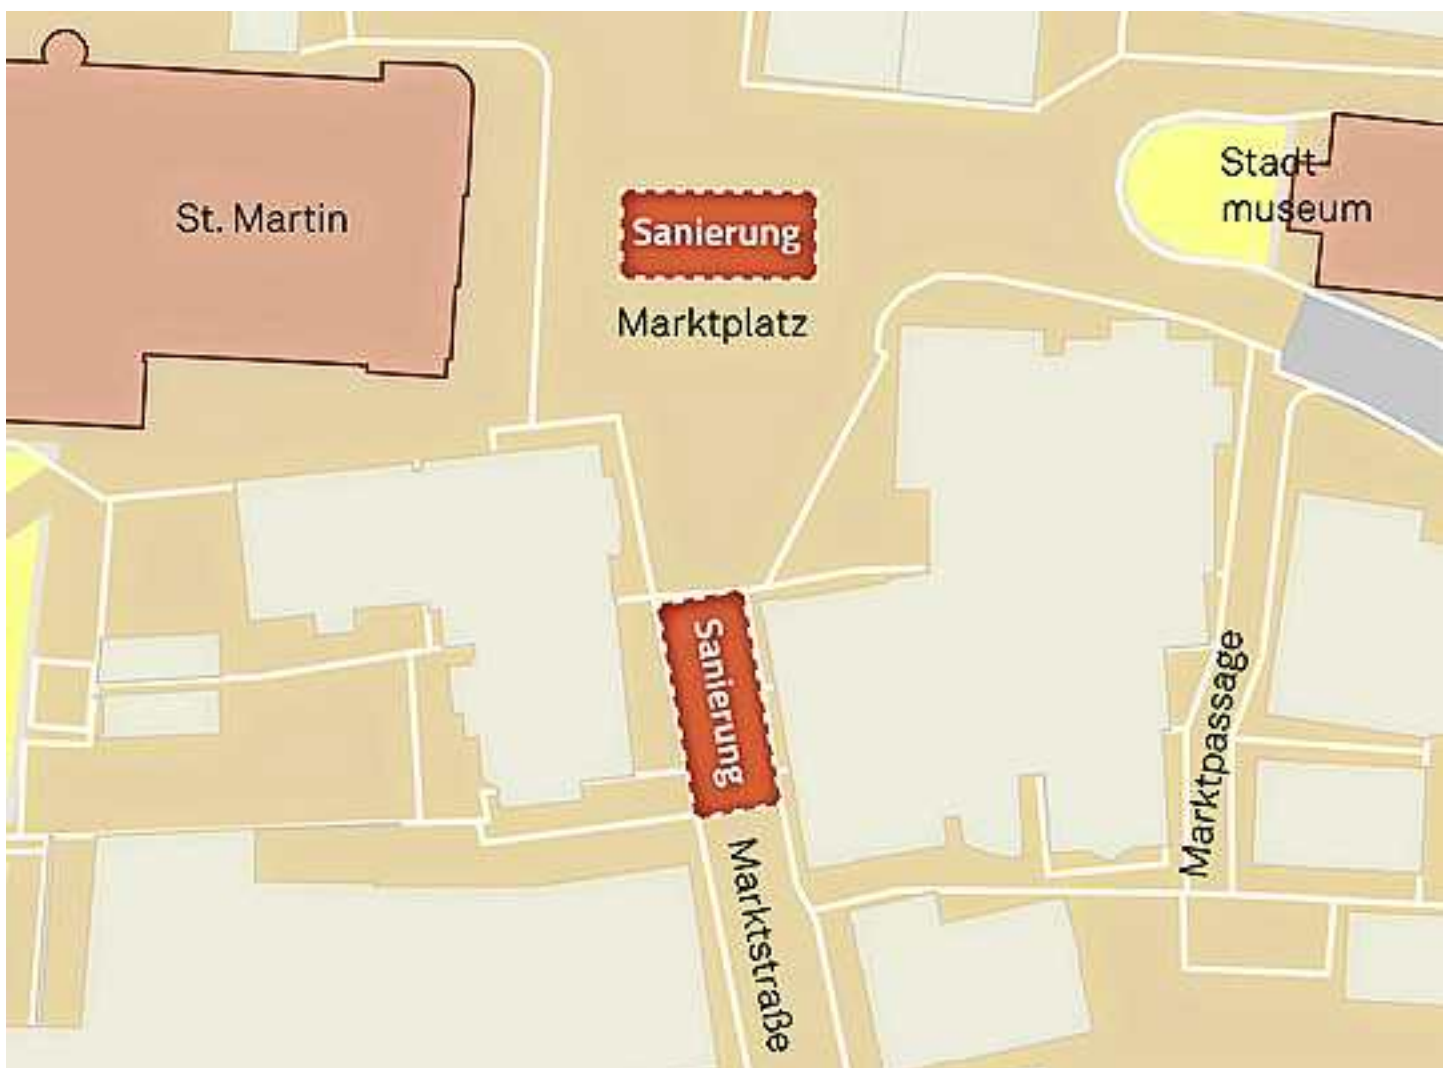 St. Martin
Sanierung
Marktplatz
Stadt-
museum
Sanierung
Marktpassage
Marktstraße